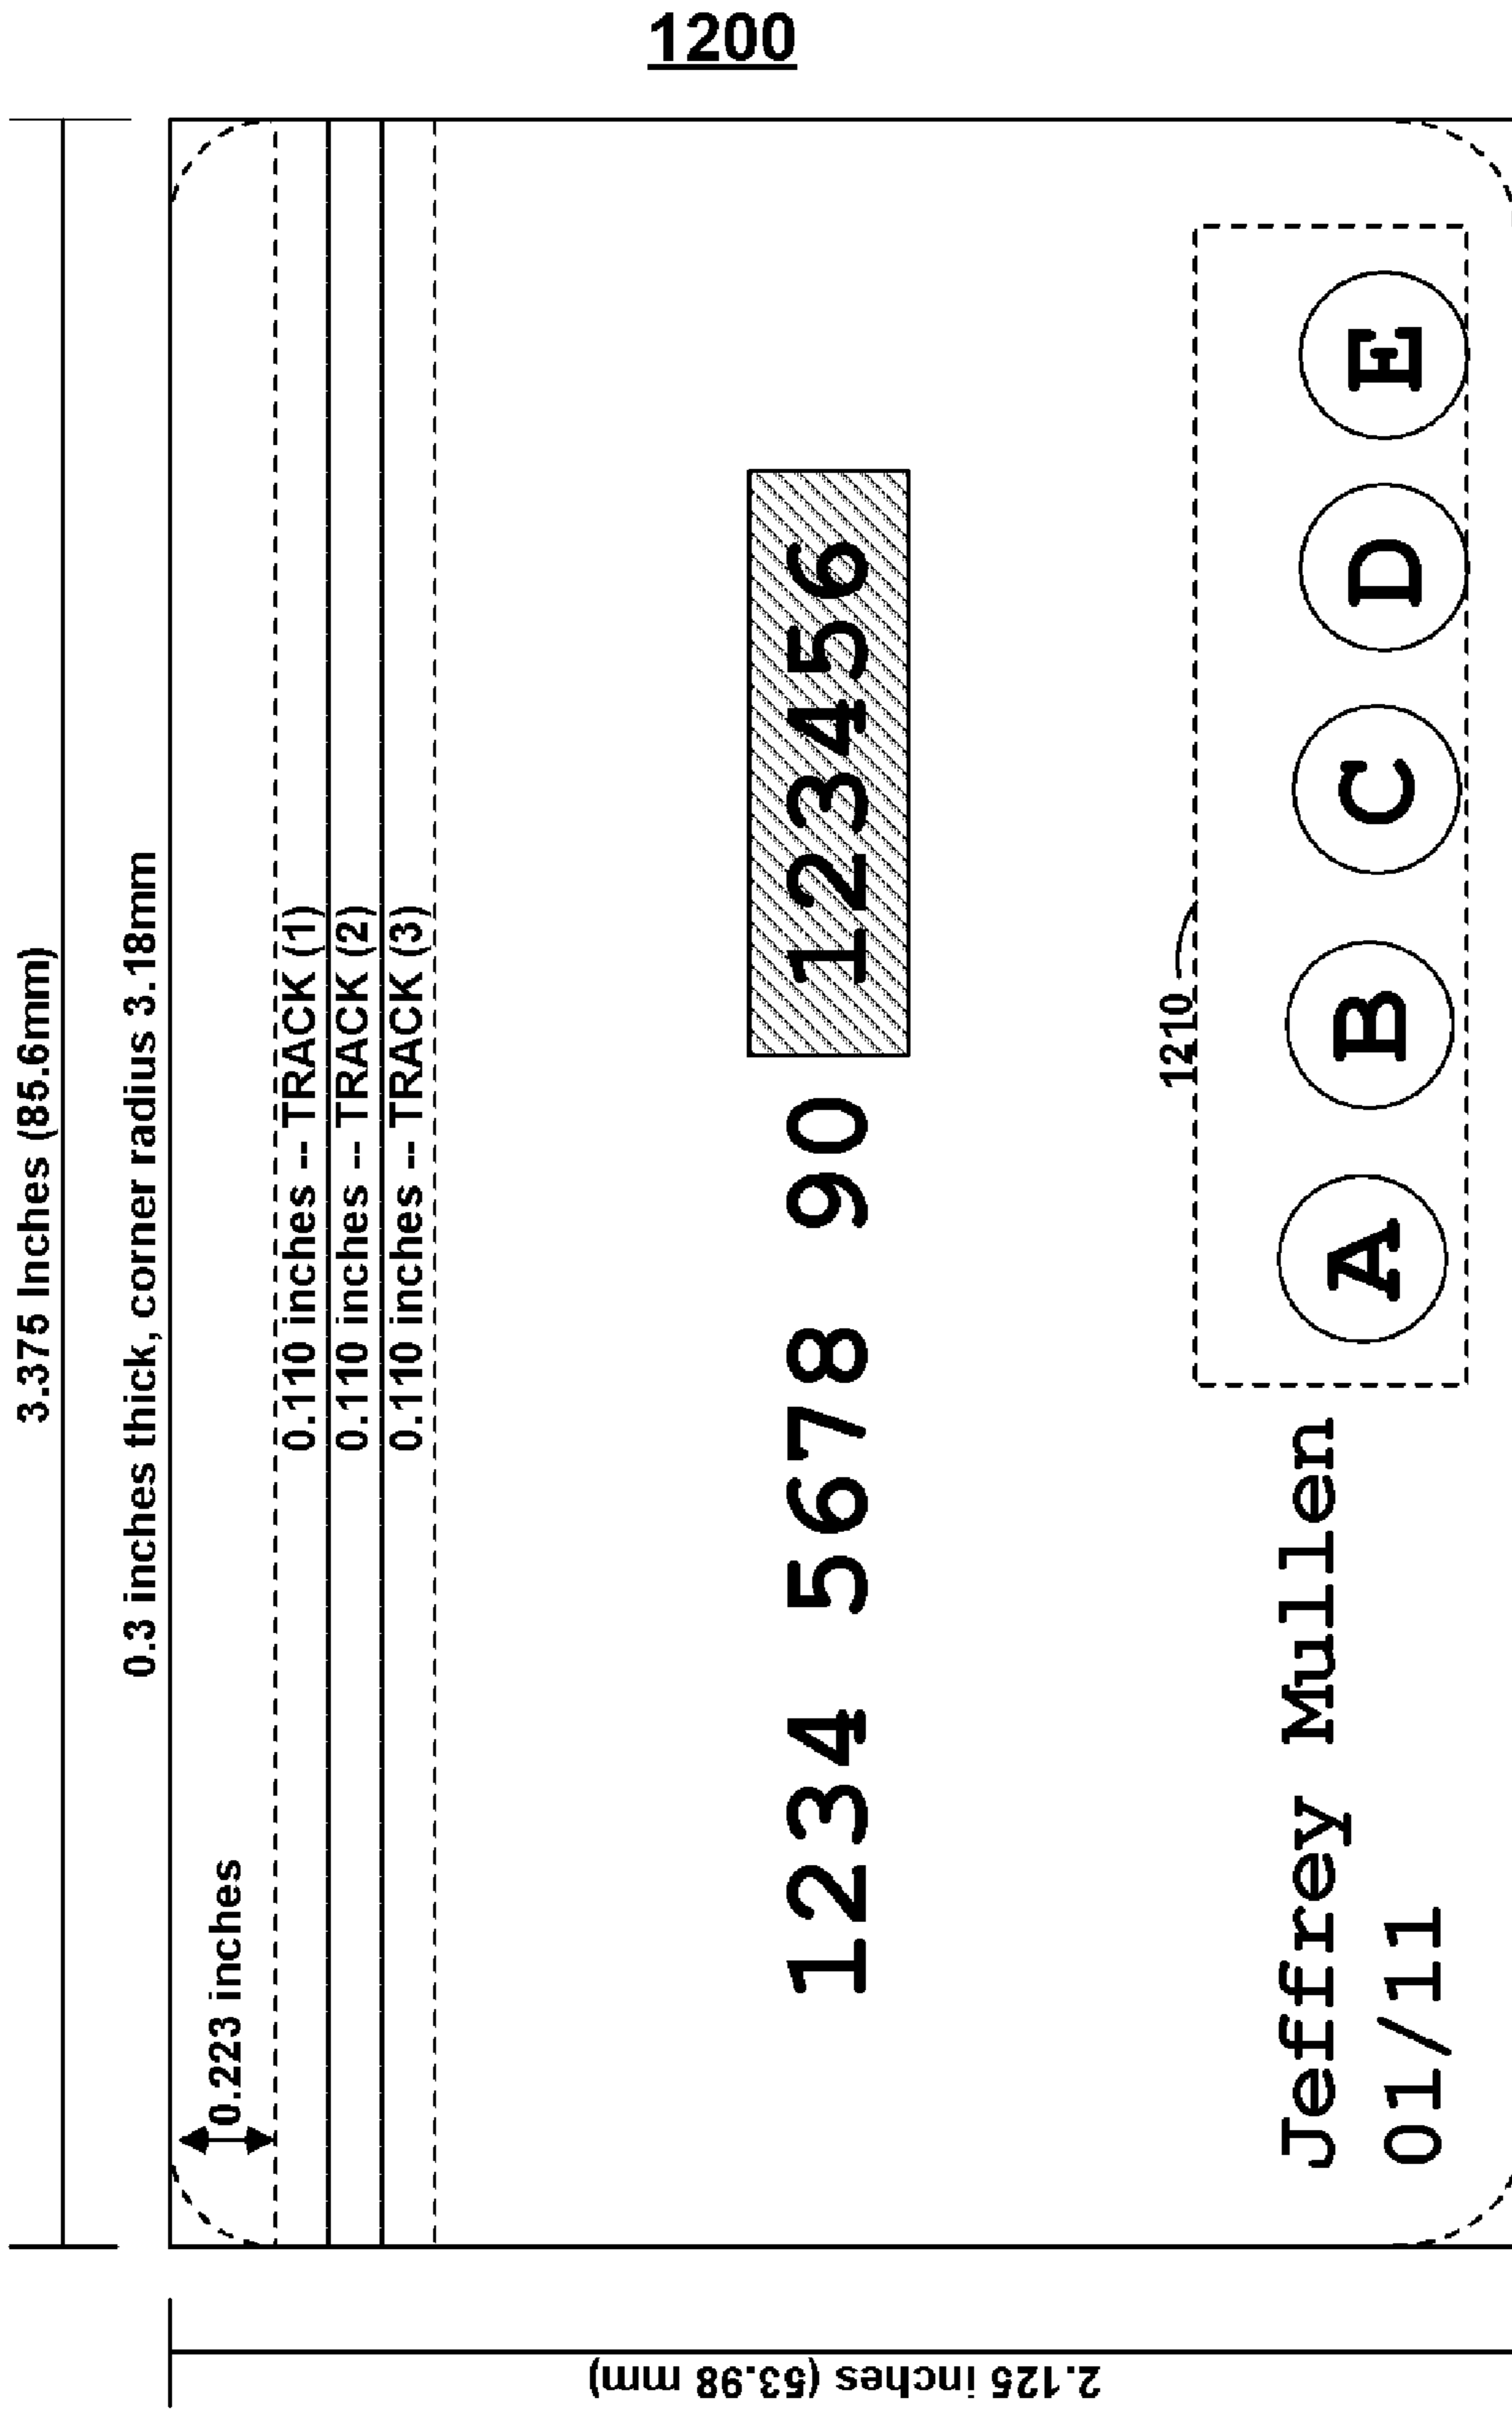 1200
3.375 Inches (85.6mm)
0.3 inches thick, corner radius 3.18mm
0.223 inches
0.110 inches -- TRACK (1)
0.110 inches -- TRACK (2)
0.110 inches -- TRACK (3)
1234 5678 90 123456
1210
A B C D E
Jeffrey Mullen
01/11
2.125 inches (53.98 mm)